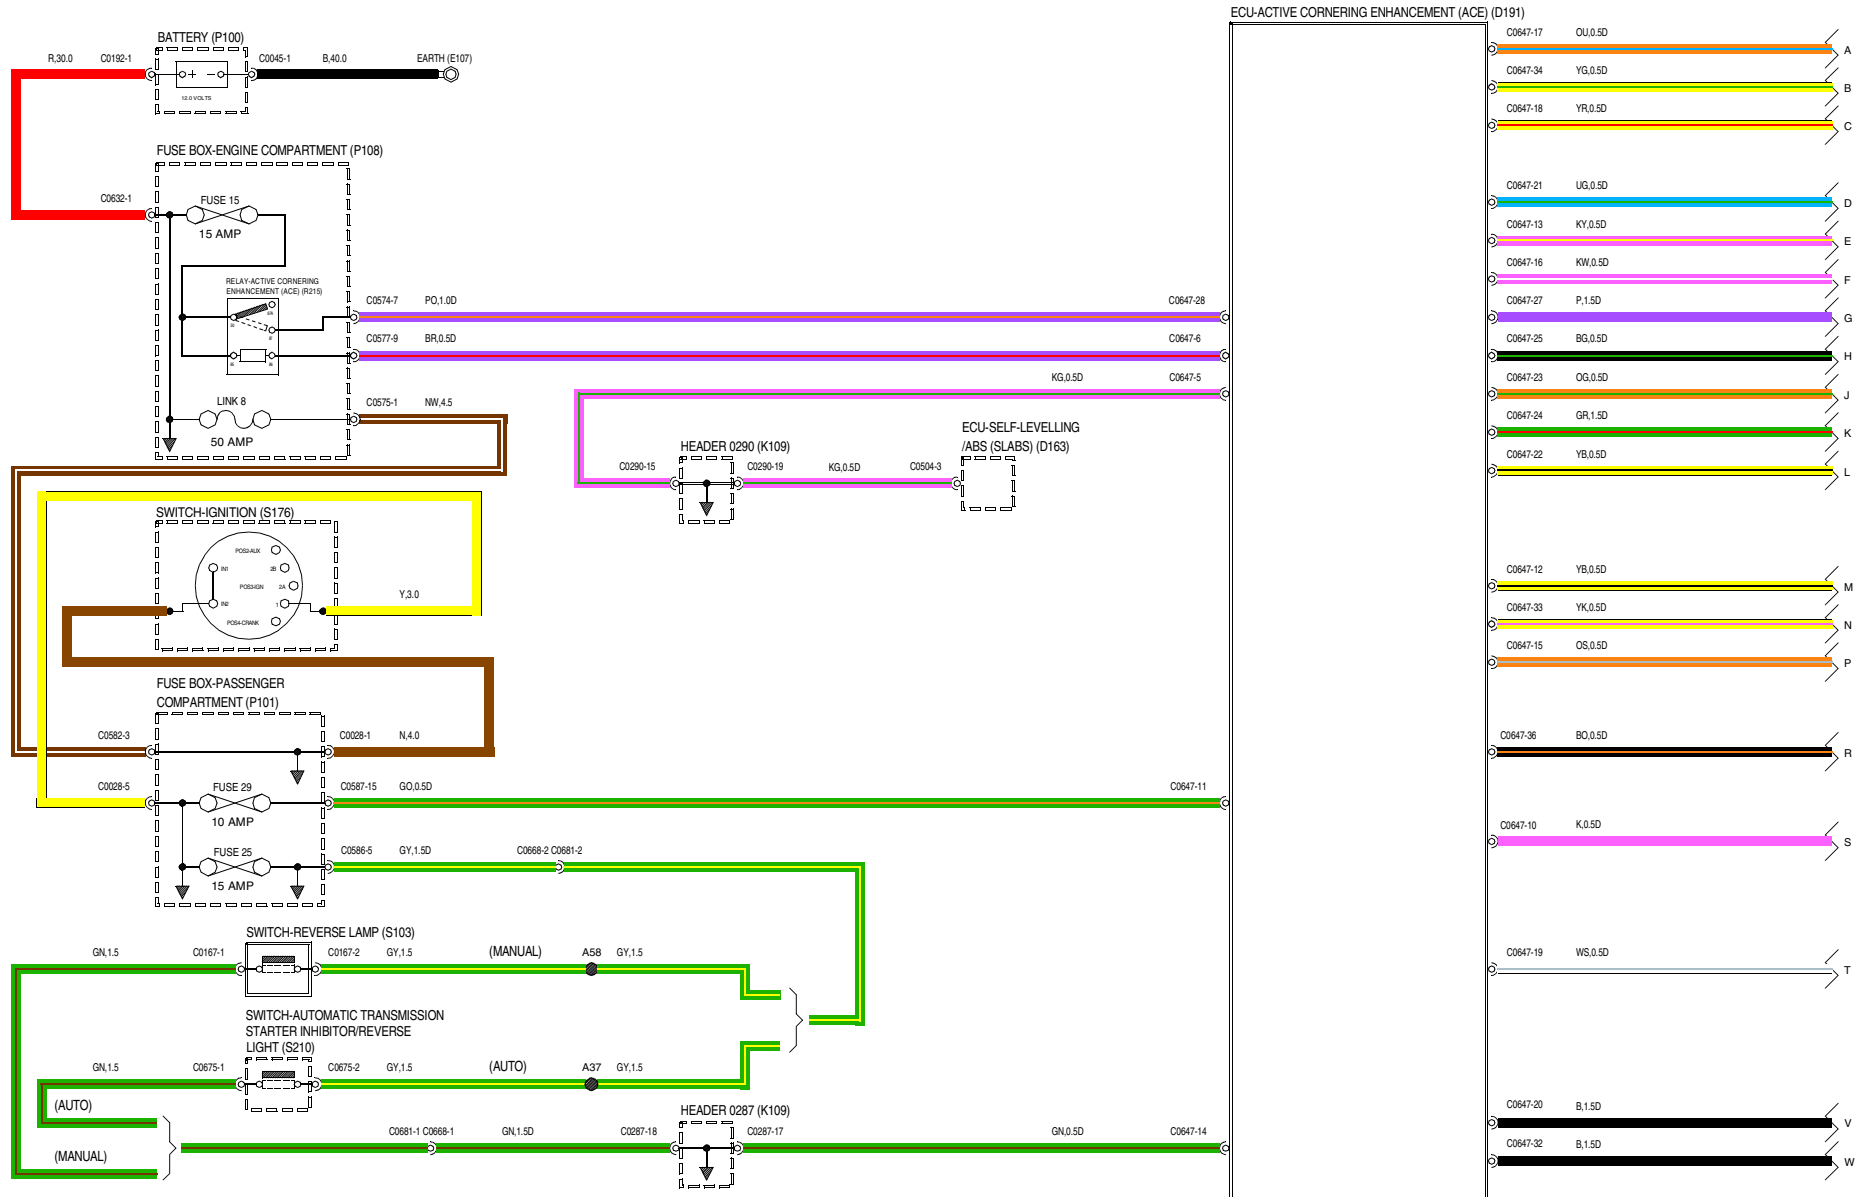 ECU-ACTIVE CORNERING ENHANCEMENT (ACE) (D191)
BATTERY (P100)
R,30.0 C0192-1 C0045-1 B,40.0 EARTH (E107)
12.0 VOLTS
FUSE BOX-ENGINE COMPARTMENT (P108)
C0632-1
FUSE 15
15 AMP
RELAY-ACTIVE CORNERING
ENHANCEMENT (ACE) (R215)
C0574-7 PO,1.0D C0647-28
C0577-9 BR,0.5D C0647-6
KG,0.5D C0647-5
LINK 8
50 AMP
C0575-1 NW,4.5
HEADER 0290 (K109)
C0290-15 C0290-19 KG,0.5D C0504-3
ECU-SELF-LEVELLING
/ABS (SLABS) (D163)
SWITCH-IGNITION (S176)
POS2-AUX
IN1 2B
POS3-IGN 2A
IN2 1
POS4-CRANK
Y,3.0
FUSE BOX-PASSENGER
COMPARTMENT (P101)
C0582-3 C0028-1 N,4.0
C0028-5
FUSE 29
10 AMP
C0587-15 GO,0.5D C0647-11
FUSE 25
15 AMP
C0586-5 GY,1.5D C0668-2 C0681-2
SWITCH-REVERSE LAMP (S103)
GN,1.5 C0167-1 C0167-2 GY,1.5 (MANUAL) A58 GY,1.5
SWITCH-AUTOMATIC TRANSMISSION
STARTER INHIBITOR/REVERSE
LIGHT (S210)
GN,1.5 C0675-1 C0675-2 GY,1.5 (AUTO) A37 GY,1.5
(AUTO)
(MANUAL)
HEADER 0287 (K109)
C0681-1 C0668-1 GN,1.5D C0287-18 C0287-17 GN,0.5D C0647-14
C0647-17 OU,0.5D A
C0647-34 YG,0.5D B
C0647-18 YR,0.5D C
C0647-21 UG,0.5D D
C0647-13 KY,0.5D E
C0647-16 KW,0.5D F
C0647-27 P,1.5D G
C0647-25 BG,0.5D H
C0647-23 OG,0.5D J
C0647-24 GR,1.5D K
C0647-22 YB,0.5D L
C0647-12 YB,0.5D M
C0647-33 YK,0.5D N
C0647-15 OS,0.5D P
C0647-36 BO,0.5D R
C0647-10 K,0.5D S
C0647-19 WS,0.5D T
C0647-20 B,1.5D V
C0647-32 B,1.5D W